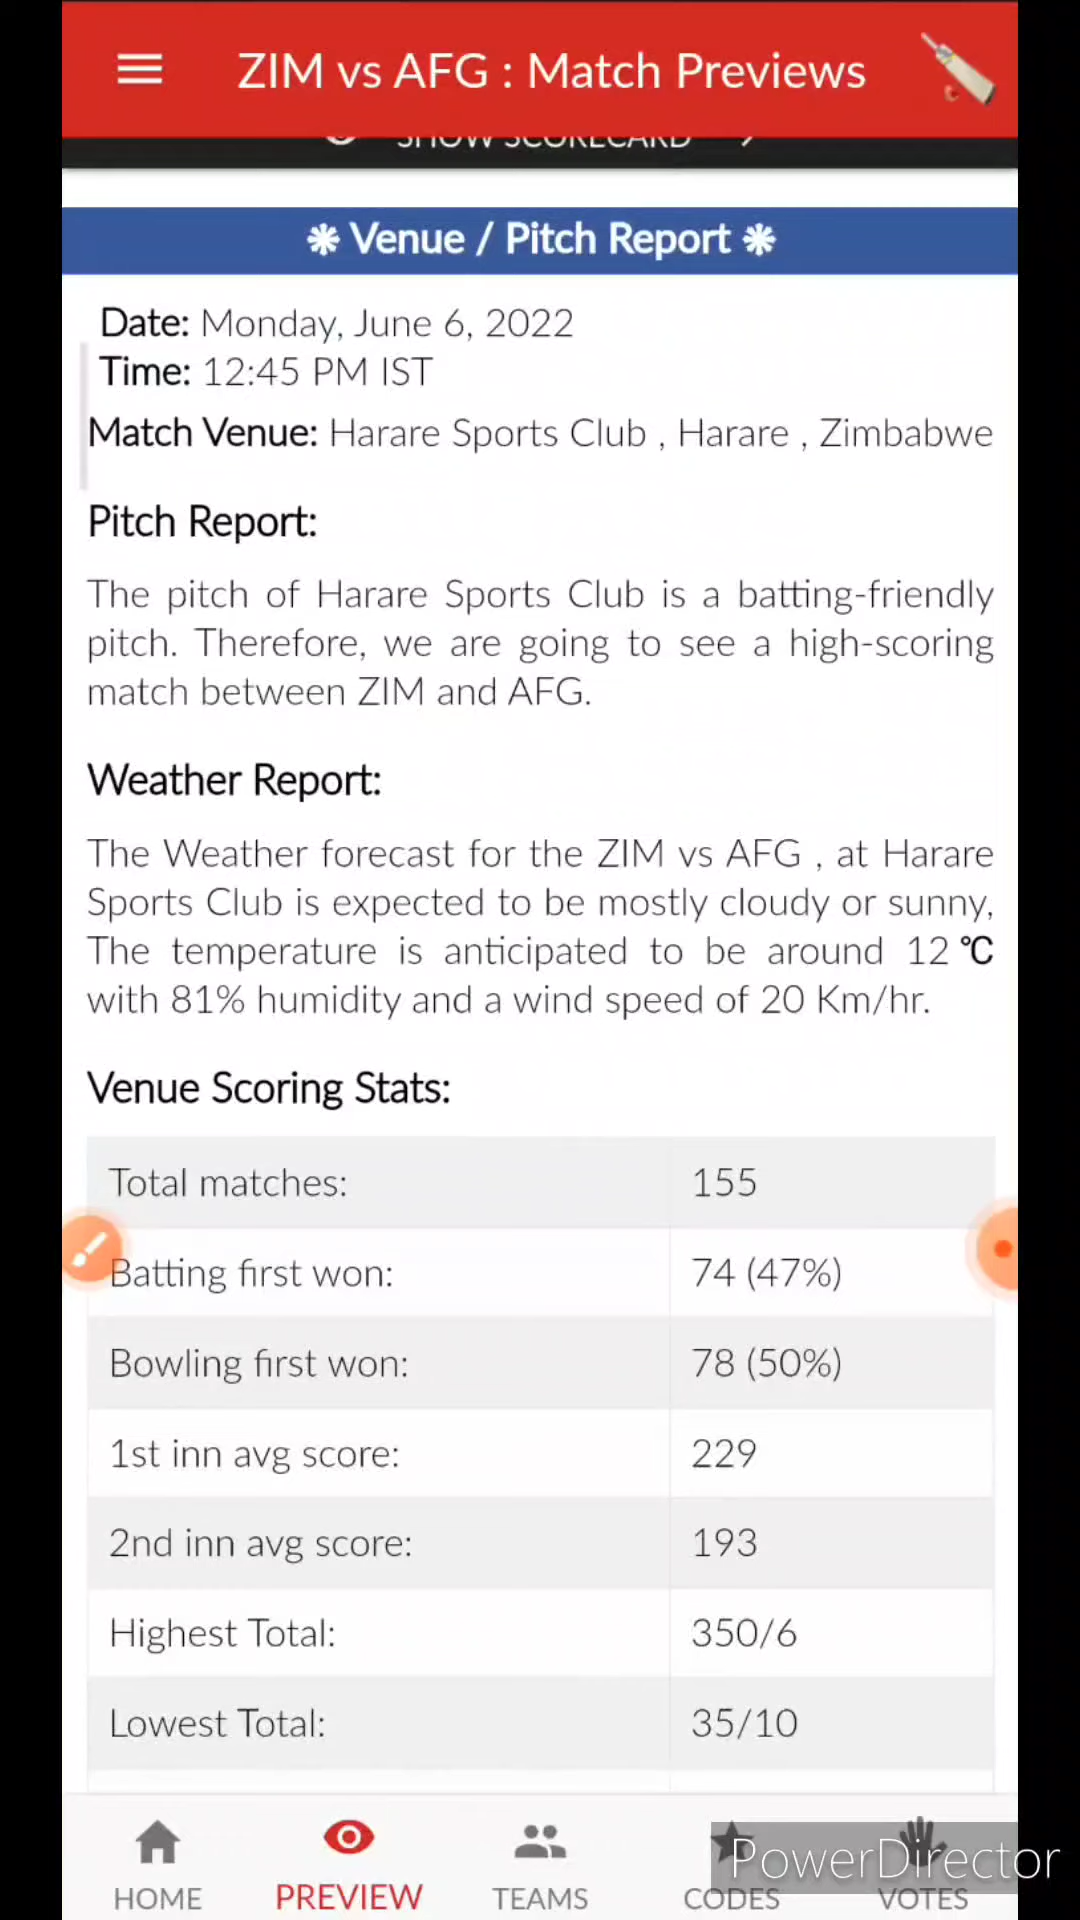 ZIM vs AFG : Match Previews
SHOW SCORECARD
Venue / Pitch Report
Date: Monday, June 6, 2022
Time: 12:45 PM IST
Match Venue: Harare Sports Club , Harare , Zimbabwe
Pitch Report:
The pitch of Harare Sports Club is a batting-friendly
pitch. Therefore, we are going to see a high-scoring
match between ZIM and AFG.
Weather Report:
The Weather forecast for the ZIM vs AFG , at Harare
Sports Club is expected to be mostly cloudy or sunny,
The temperature is anticipated to be around 12 ℃
with 81% humidity and a wind speed of 20 Km/hr.
Venue Scoring Stats:
Total matches: 155
Batting first won: 74 (47%)
Bowling first won: 78 (50%)
1st inn avg score: 229
2nd inn avg score: 193
Highest Total: 350/6
Lowest Total: 35/10
PowerDirector
HOME PREVIEW TEAMS CODES VOTES